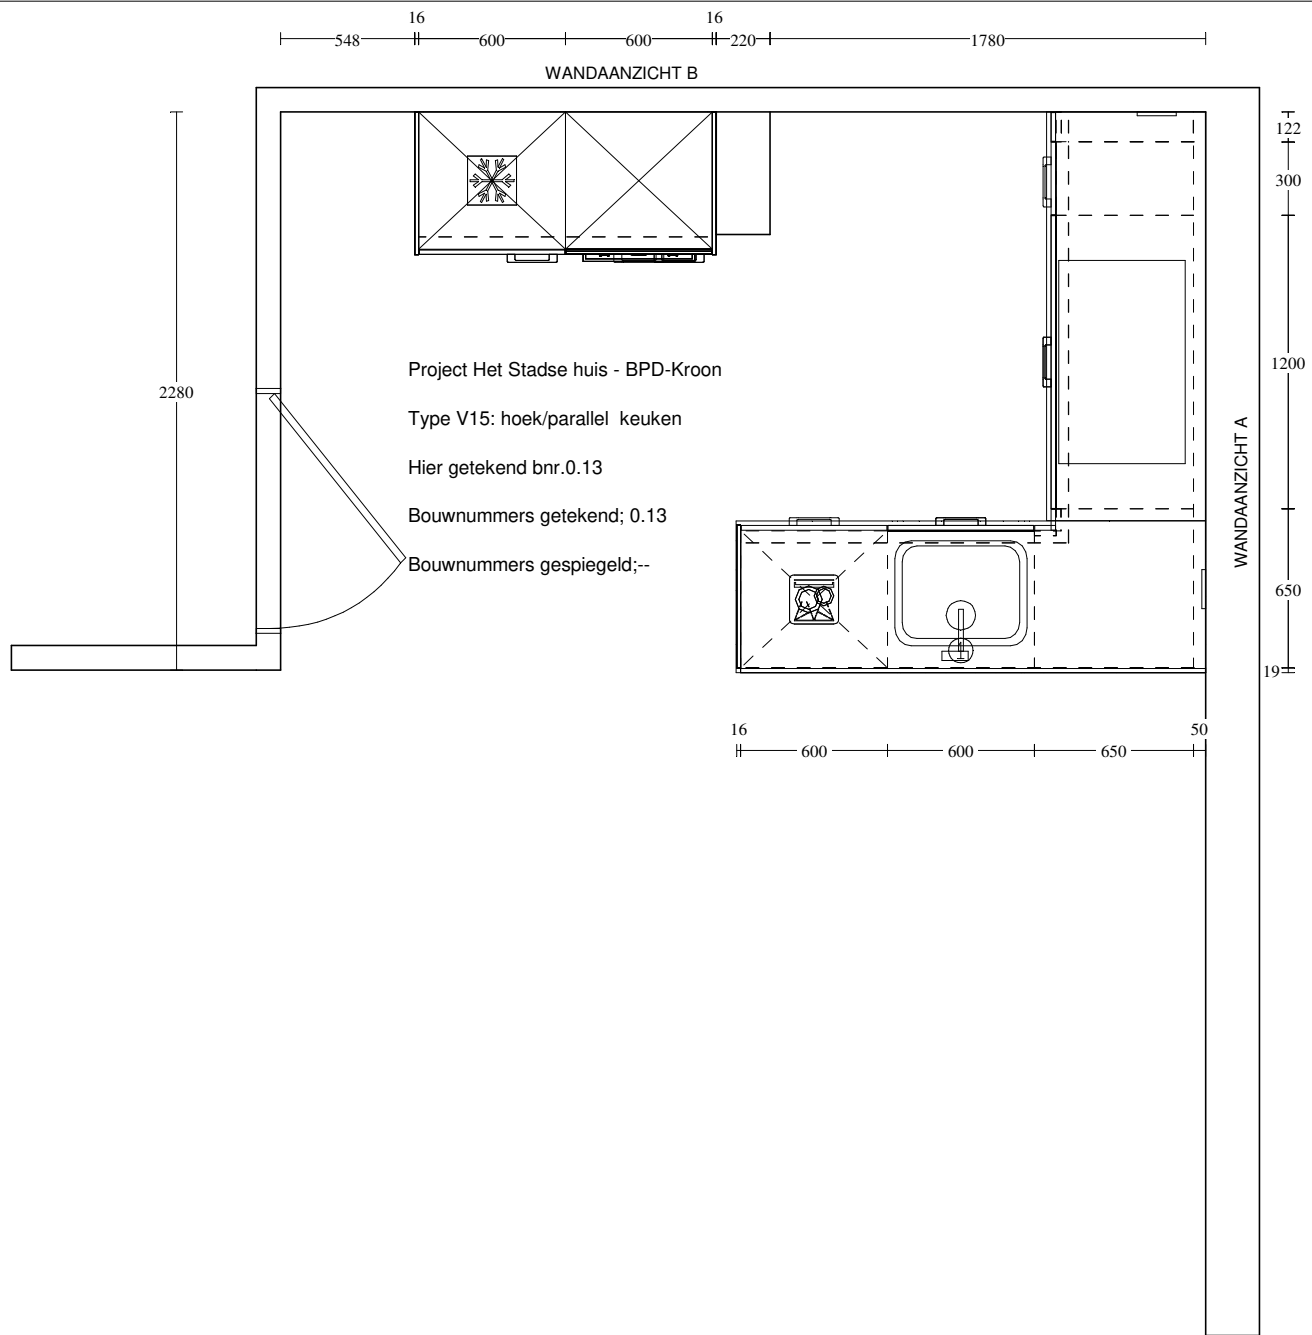 16 16
548 600 600 220 1780
WANDAANZICHT B
122
300
1200
650
19
2280
WANDAANZICHT A
Project Het Stadse huis - BPD-Kroon
Type V15: hoek/parallel keuken
Hier getekend bnr.0.13
Bouwnummers getekend; 0.13
Bouwnummers gespiegeld;--
16 50
600 600 650